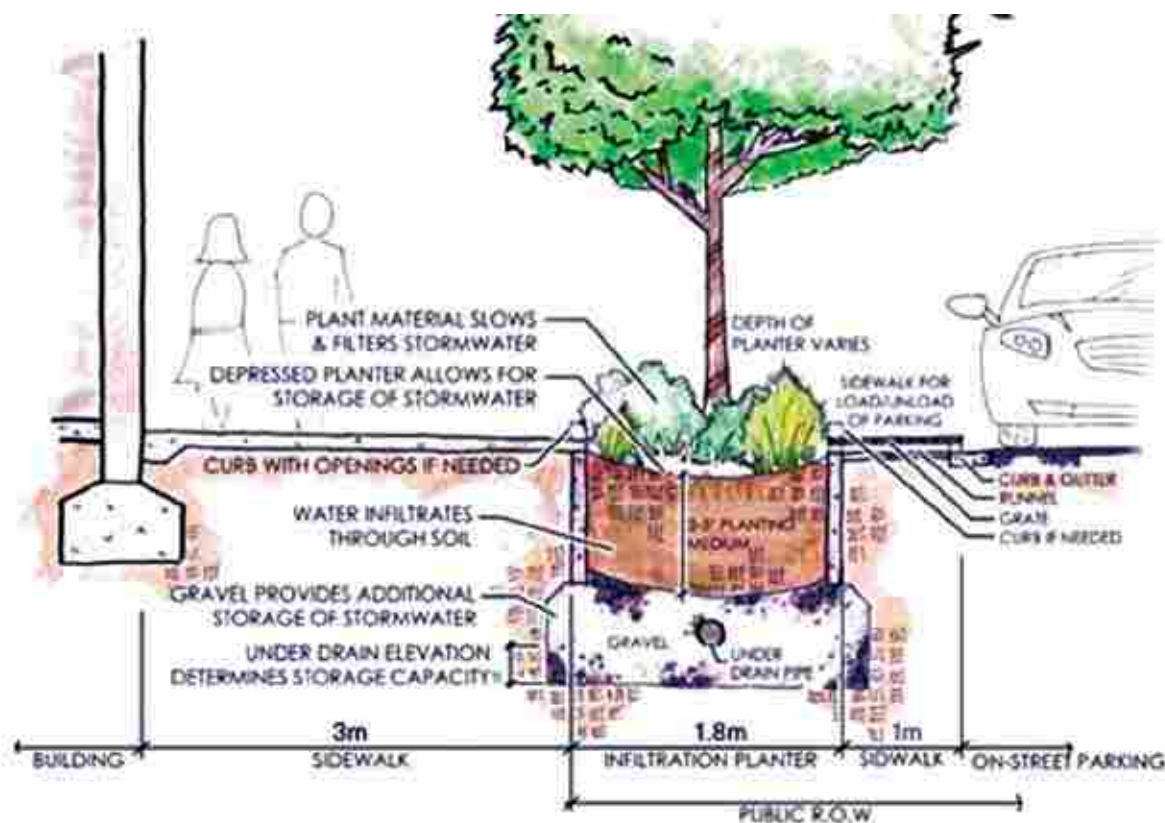 PLANT MATERIAL SLOWS
& FILTERS STORMWATER
DEPTH OF
PLANTER VARIES
DEPRESSED PLANTER ALLOWS FOR
STORAGE OF STORMWATER
SIDEWALK FOR
LOAD/UNLOAD
OF PARKING
CURB WITH OPENINGS IF NEEDED
CURB & GUTTER
RUNNEL
GRATE
CURB IF NEEDED
WATER INFILTRATES
THROUGH SOIL
PLANTING
MEDIUM
GRAVEL PROVIDES ADDITIONAL
STORAGE OF STORMWATER
GRAVEL
UNDER
DRAIN PIPE
UNDER DRAIN ELEVATION
DETERMINES STORAGE CAPACITY
3m
1.8m
1m
BUILDING
SIDEWALK
INFILTRATION PLANTER
SIDWALK
ON-STREET PARKING
PUBLIC R.O.W